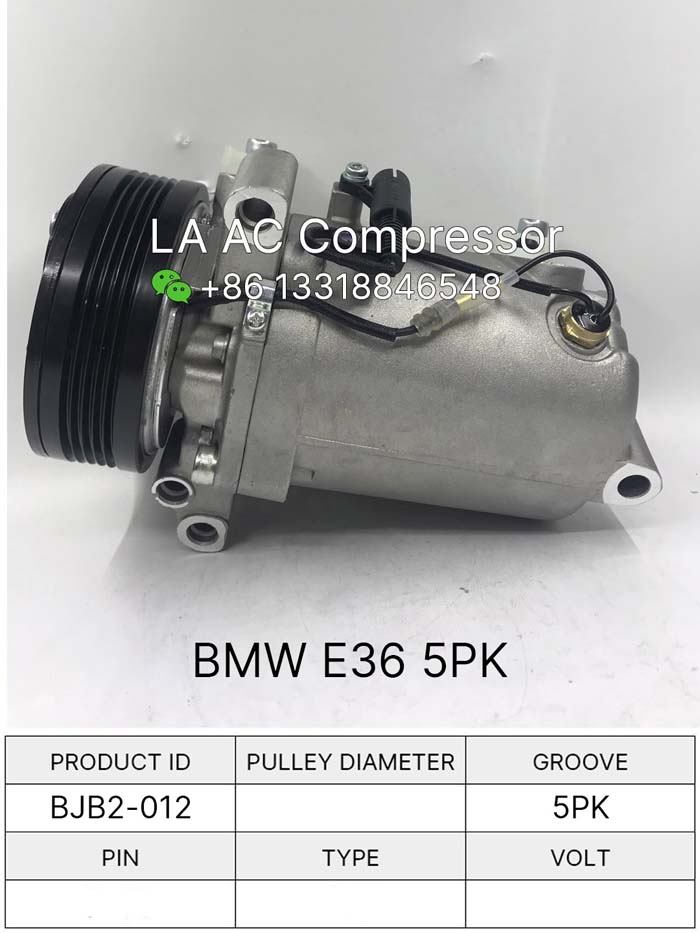 LA AC Compressor
+86 13318846548
BMW E36 5PK
PRODUCT ID PULLEY DIAMETER GROOVE
BJB2-012 5PK
PIN TYPE VOLT